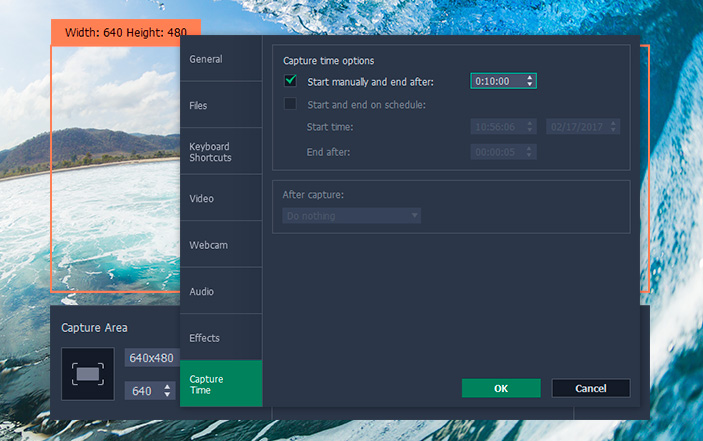 Width: 640 Height: 480
General
Files
Keyboard
Shortcuts
Video
Webcam
Audio
Effects
Capture
Time
Capture time options
Start manually and end after: 0:10:00
Start and end on schedule:
Start time: 10:56:06 02/17/2017
End after: 00:00:05
After capture:
Do nothing
OK Cancel
Capture Area
640x480
640